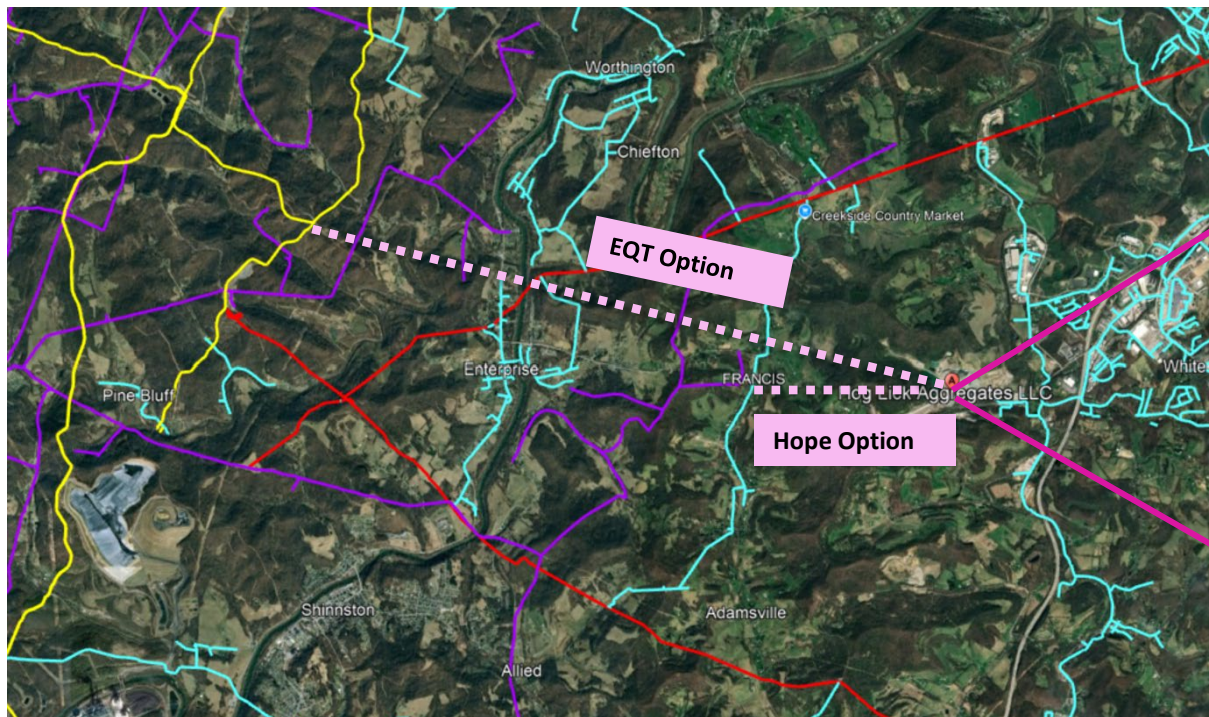 Worthington
Chiefton
Creekside Country Market
EQT Option
Enterprise
FRANCIS
White
Pine Bluff
Hog Lick Aggregates LLC
Hope Option
Shinnston
Adamsville
Allied